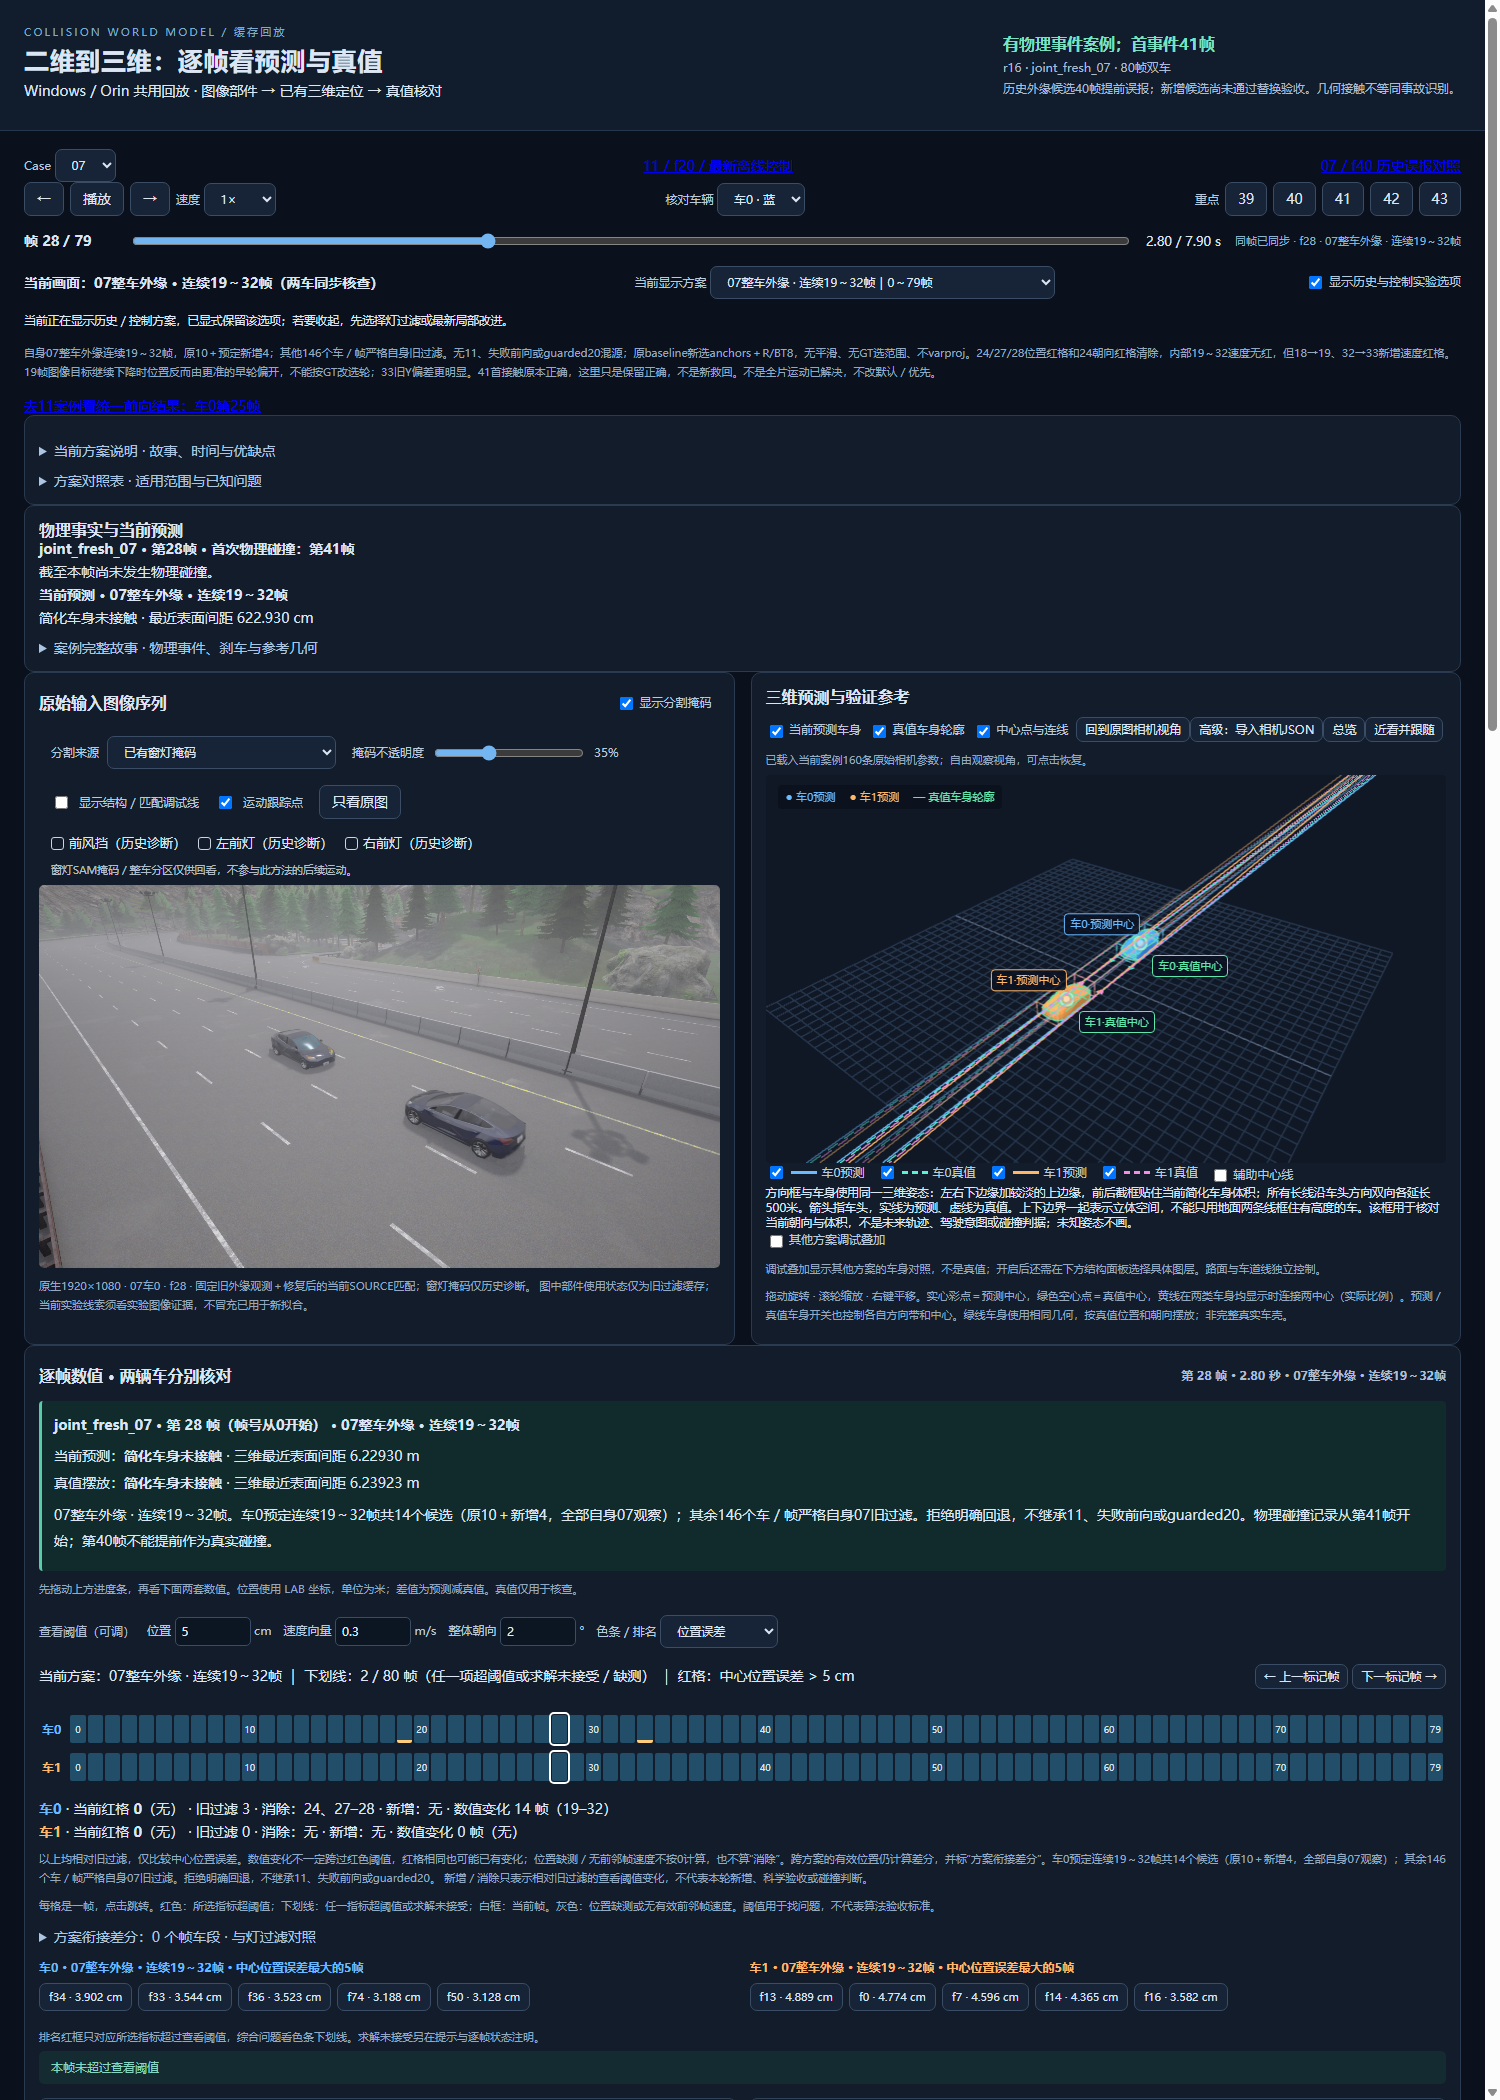 COLLISION WORLD MODEL / 缓存回放
二维到三维：逐帧看预测与真值
Windows / Orin 共用回放 · 图像部件 → 已有三维定位 → 真值核对
有物理事件案例；首事件41帧
r16 · joint_fresh_07 · 80帧双车
历史外缘候选40帧提前误报；新增候选尚未通过替换验收。几何接触不等同事故识别。
Case 07
11 / f20 / 最新离线控制
07 / f40 历史误报对照
← 播放 → 速度 1×
核对车辆 车0 · 蓝
重点 39 40 41 42 43
帧 28 / 79
2.80 / 7.90 s 同帧已同步 · f28 · 07整车外缘 · 连续19～32帧
当前画面：07整车外缘 • 连续19～32帧（两车同步核查）
当前显示方案 07整车外缘 · 连续19～32帧 | 0～79帧
显示历史与控制实验选项
当前正在显示历史 / 控制方案，已显式保留该选项；若要收起，先选择灯过滤或最新局部改进。
自身07整车外缘连续19～32帧，原10＋预定新增4；其他146个车 / 帧严格自身旧过滤。无11、失败前向或guarded20混源；原baseline新选anchors＋R/BT8，无平滑、无GT选范围、不varproj。24/27/28位置红格和24朝向红格清除，内部19～32速度无红，但18→19、32→33新增速度红格。
19帧图像目标继续下降时位置反而由更准的早轮偏开，不能按GT改选轮；33旧Y偏差更明显。41首接触原本正确，这里只是保留正确，不是新救回。不是全片运动已解决，不改默认 / 优先。
去11案例看统一前向结果：车0第25帧
▶ 当前方案说明 · 故事、时间与优缺点
▶ 方案对照表 · 适用范围与已知问题
物理事实与当前预测
joint_fresh_07 • 第28帧 • 首次物理碰撞：第41帧
截至本帧尚未发生物理碰撞。
当前预测 • 07整车外缘 • 连续19～32帧
简化车身未接触 · 最近表面间距 622.930 cm
▶ 案例完整故事 · 物理事件、刹车与参考几何
原始输入图像序列
显示分割掩码
分割来源 已有窗灯掩码 掩码不透明度 35%
显示结构 / 匹配调试线 运动跟踪点 只看原图
前风挡（历史诊断） 左前灯（历史诊断） 右前灯（历史诊断）
窗灯SAM掩码 / 整车分区仅供回看，不参与此方法的后续运动。
原生1920×1080 · 07车0 · f28 · 固定旧外缘观测＋修复后的当前SOURCE匹配；窗灯掩码仅历史诊断。 图中部件使用状态仅为旧过滤缓存；
当前实验线索须看实验图像证据，不冒充已用于新拟合。
三维预测与验证参考
当前预测车身 真值车身轮廓 中心点与连线 回到原图相机视角 高级：导入相机JSON 总览 近看并跟随
已载入当前案例160条原始相机参数；自由观察视角，可点击恢复。
● 车0预测 ● 车1预测 — 真值车身轮廓
车0·预测中心
车0·真值中心
车1·预测中心
车1·真值中心
车0预测 车0真值 车1预测 车1真值 辅助中心线
方向框与车身使用同一三维姿态：左右下边缘加较淡的上边缘，前后截框贴住当前简化车身体积；所有长线沿车头方向双向各延长
500米。箭头指车头，实线为预测、虚线为真值。上下边界一起表示立体空间，不能只用地面两条线框住有高度的车。该框用于核对
当前朝向与体积，不是未来轨迹、驾驶意图或碰撞判据；未知姿态不画。
其他方案调试叠加
调试叠加显示其他方案的车身对照，不是真值；开启后还需在下方结构面板选择具体图层。路面与车道线独立控制。
拖动旋转 · 滚轮缩放 · 右键平移。实心彩点＝预测中心，绿色空心点＝真值中心，黄线在两类车身均显示时连接两中心（实际比例）。预测 /
真值车身开关也控制各自方向带和中心。绿线车身使用相同几何，按真值位置和朝向摆放；非完整真实车壳。
逐帧数值 • 两辆车分别核对
第 28 帧 • 2.80 秒 • 07整车外缘 • 连续19～32帧
joint_fresh_07 • 第 28 帧（帧号从0开始） • 07整车外缘 • 连续19～32帧
当前预测：简化车身未接触 · 三维最近表面间距 6.22930 m
真值摆放：简化车身未接触 · 三维最近表面间距 6.23923 m
07整车外缘 · 连续19～32帧。车0预定连续19～32帧共14个候选（原10＋新增4，全部自身07观察）；其余146个车 / 帧严格自身07旧过滤。拒绝明确回退，不继承11、失败前向或guarded20。物理碰撞记录从第41帧开
始；第40帧不能提前作为真实碰撞。
先拖动上方进度条，再看下面两套数值。位置使用 LAB 坐标，单位为米；差值为预测减真值。真值仅用于核查。
查看阈值（可调） 位置 5 cm 速度向量 0.3 m/s 整体朝向 2 ° 色条 / 排名 位置误差
当前方案：07整车外缘 · 连续19～32帧 | 下划线：2 / 80 帧（任一项超阈值或求解未接受 / 缺测） | 红格：中心位置误差 > 5 cm
← 上一标记帧 下一标记帧 →
车0 0 10 20 30 40 50 60 70 79
车1 0 10 20 30 40 50 60 70 79
车0 · 当前红格 0（无） · 旧过滤 3 · 消除：24、27–28 · 新增：无 · 数值变化 14 帧（19–32）
车1 · 当前红格 0（无） · 旧过滤 0 · 消除：无 · 新增：无 · 数值变化 0 帧（无）
以上均相对旧过滤，仅比较中心位置误差。数值变化不一定跨过红色阈值，红格相同也可能已有变化；位置缺测 / 无前邻帧速度不按0计算，也不算“消除”。跨方案的有效位置仍计算差分，并标“方案衔接差分”。车0预定连续19～32帧共14个候选（原10＋新增4，全部自身07观察）；其余146
个车 / 帧严格自身07旧过滤。拒绝明确回退，不继承11、失败前向或guarded20。 新增 / 消除只表示相对旧过滤的查看阈值变化，不代表本轮新增、科学验收或碰撞判断。
每格是一帧，点击跳转。红色：所选指标超阈值；下划线：任一指标超阈值或求解未接受；白框：当前帧。灰色：位置缺测或无有效前邻帧速度。阈值用于找问题，不代表算法验收标准。
▶ 方案衔接差分：0 个帧车段 · 与灯过滤对照
车0 • 07整车外缘 • 连续19～32帧 • 中心位置误差最大的5帧
f34 · 3.902 cm f33 · 3.544 cm f36 · 3.523 cm f74 · 3.188 cm f50 · 3.128 cm
车1 • 07整车外缘 • 连续19～32帧 • 中心位置误差最大的5帧
f13 · 4.889 cm f0 · 4.774 cm f7 · 4.596 cm f14 · 4.365 cm f16 · 3.582 cm
排名红框只对应所选指标超过查看阈值，综合问题看色条下划线。求解未接受另在提示与逐帧状态注明。
本帧未超过查看阈值